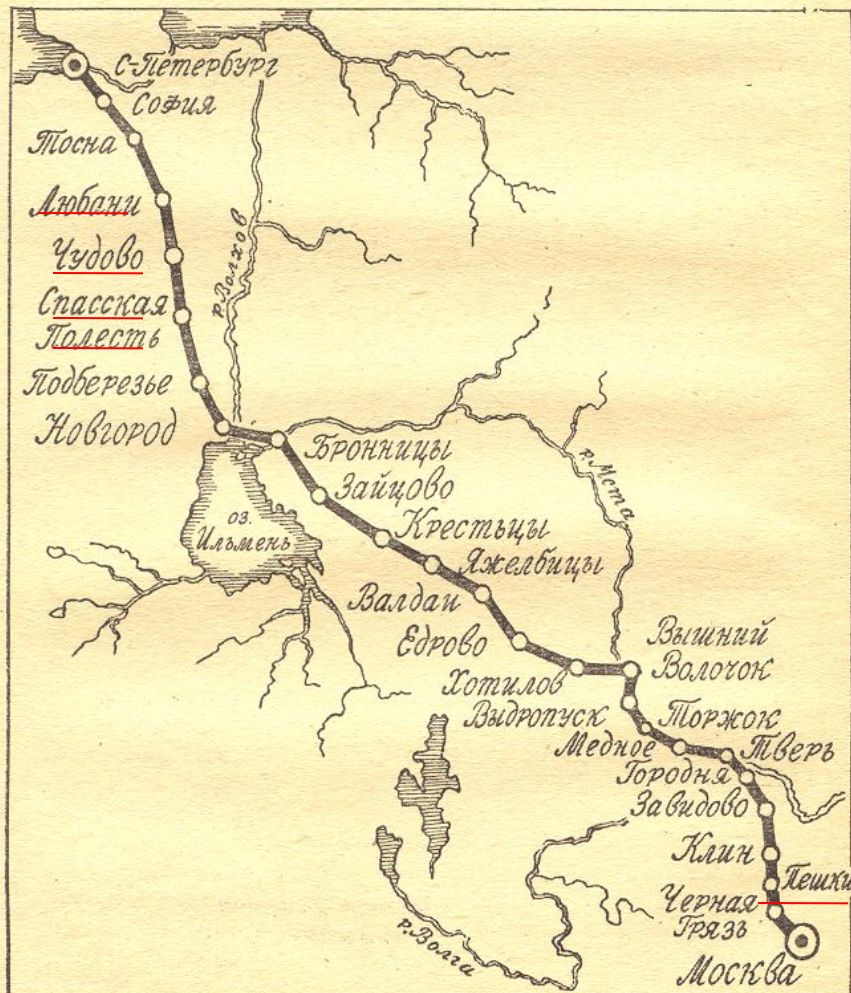 С-Петербург
София
Тосна
Любани
Чудово
Спасская
Полесть
Подберезье
Новгород
р. Волхов
Бронницы
Зайцово
оз.
Ильмень
Крестьцы
р. Мста
Яжелбицы
Валдаи
Едрово
Вышний
Волочок
Хотилов
Выдропуск
Торжок
Медное
Тверь
Городня
Завидово
Клин
Пешки
Черная
Грязь
р. Волга
Москва